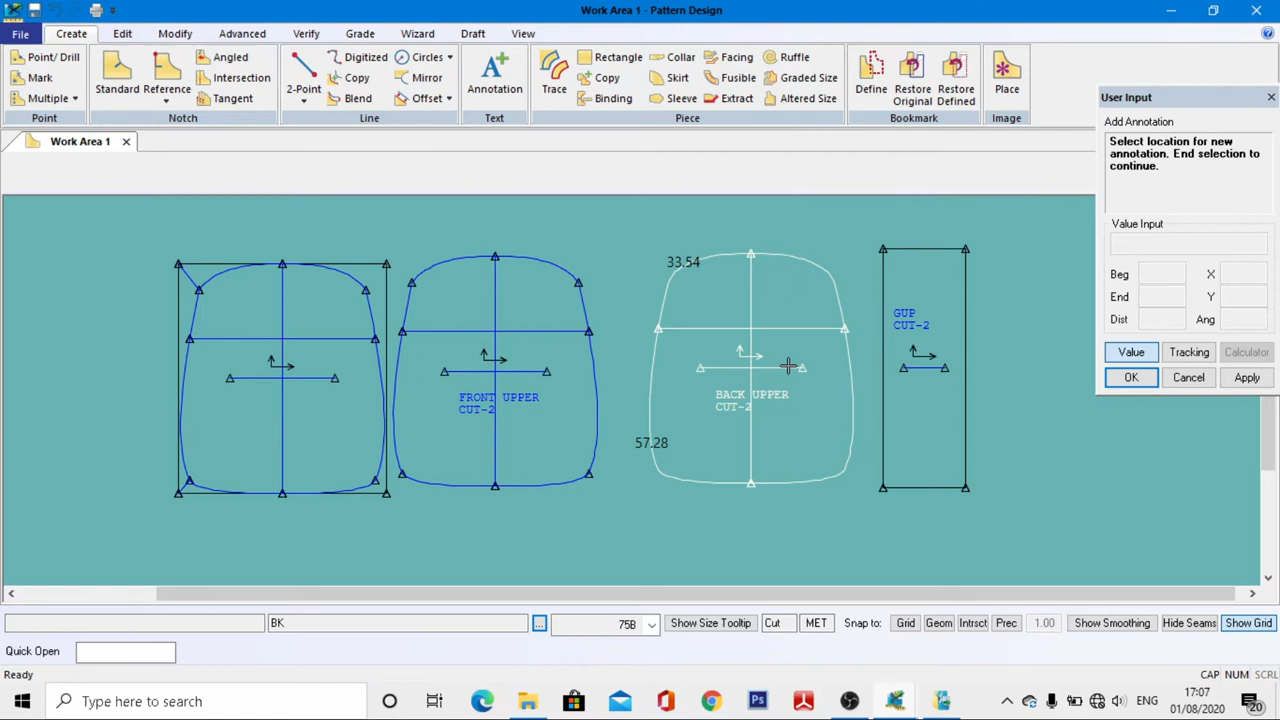 Work Area 1 - Pattern Design
File
Create
Edit
Modify
Advanced
Verify
Grade
Wizard
Draft
View
Point/ Drill
Mark
Multiple
Point
Standard
Reference
Angled
Intersection
Tangent
Notch
2-Point
Digitized
Copy
Blend
Circles
Mirror
Offset
Line
Annotation
Text
Trace
Rectangle
Copy
Binding
Collar
Skirt
Sleeve
Facing
Fusible
Extract
Ruffle
Graded Size
Altered Size
Piece
Define
Restore Original
Restore Defined
Bookmark
Place
Image
Work Area 1
User Input
Add Annotation
Select location for new
annotation. End selection to
continue.
Value Input
Beg
X
End
Y
Dist
Ang
Value
Tracking
Calculator
OK
Cancel
Apply
33.54
57.28
FRONT UPPER
CUT-2
BACK UPPER
CUT-2
GUP
CUT-2
BK
...
75B
Show Size Tooltip
Cut
MET
Snap to:
Grid
Geom
Intrsct
Prec
1.00
Show Smoothing
Hide Seams
Show Grid
Quick Open
Ready
CAP NUM SCRL
Type here to search
ENG
17:07
01/08/2020
20